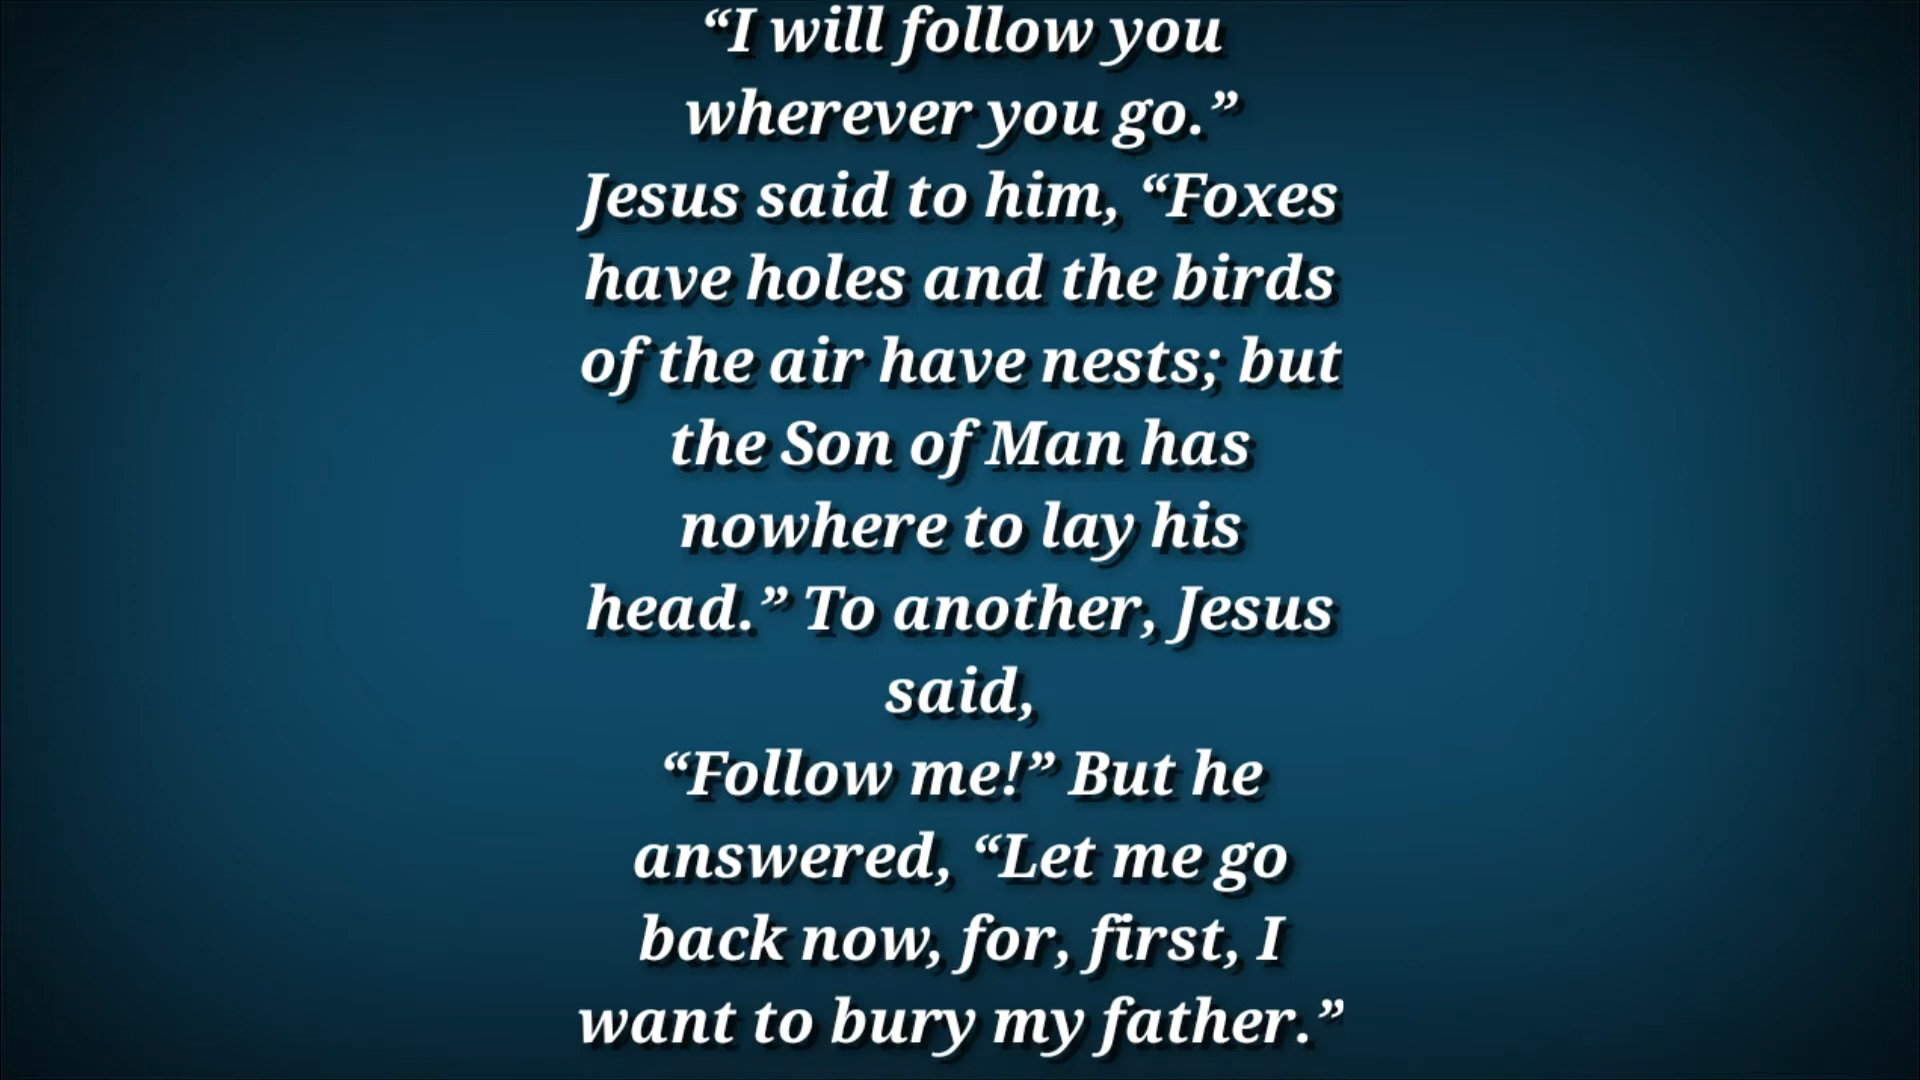 “I will follow you
wherever you go.”
Jesus said to him, “Foxes
have holes and the birds
of the air have nests; but
the Son of Man has
nowhere to lay his
head.” To another, Jesus
said,
“Follow me!” But he
answered, “Let me go
back now, for, first, I
want to bury my father.”